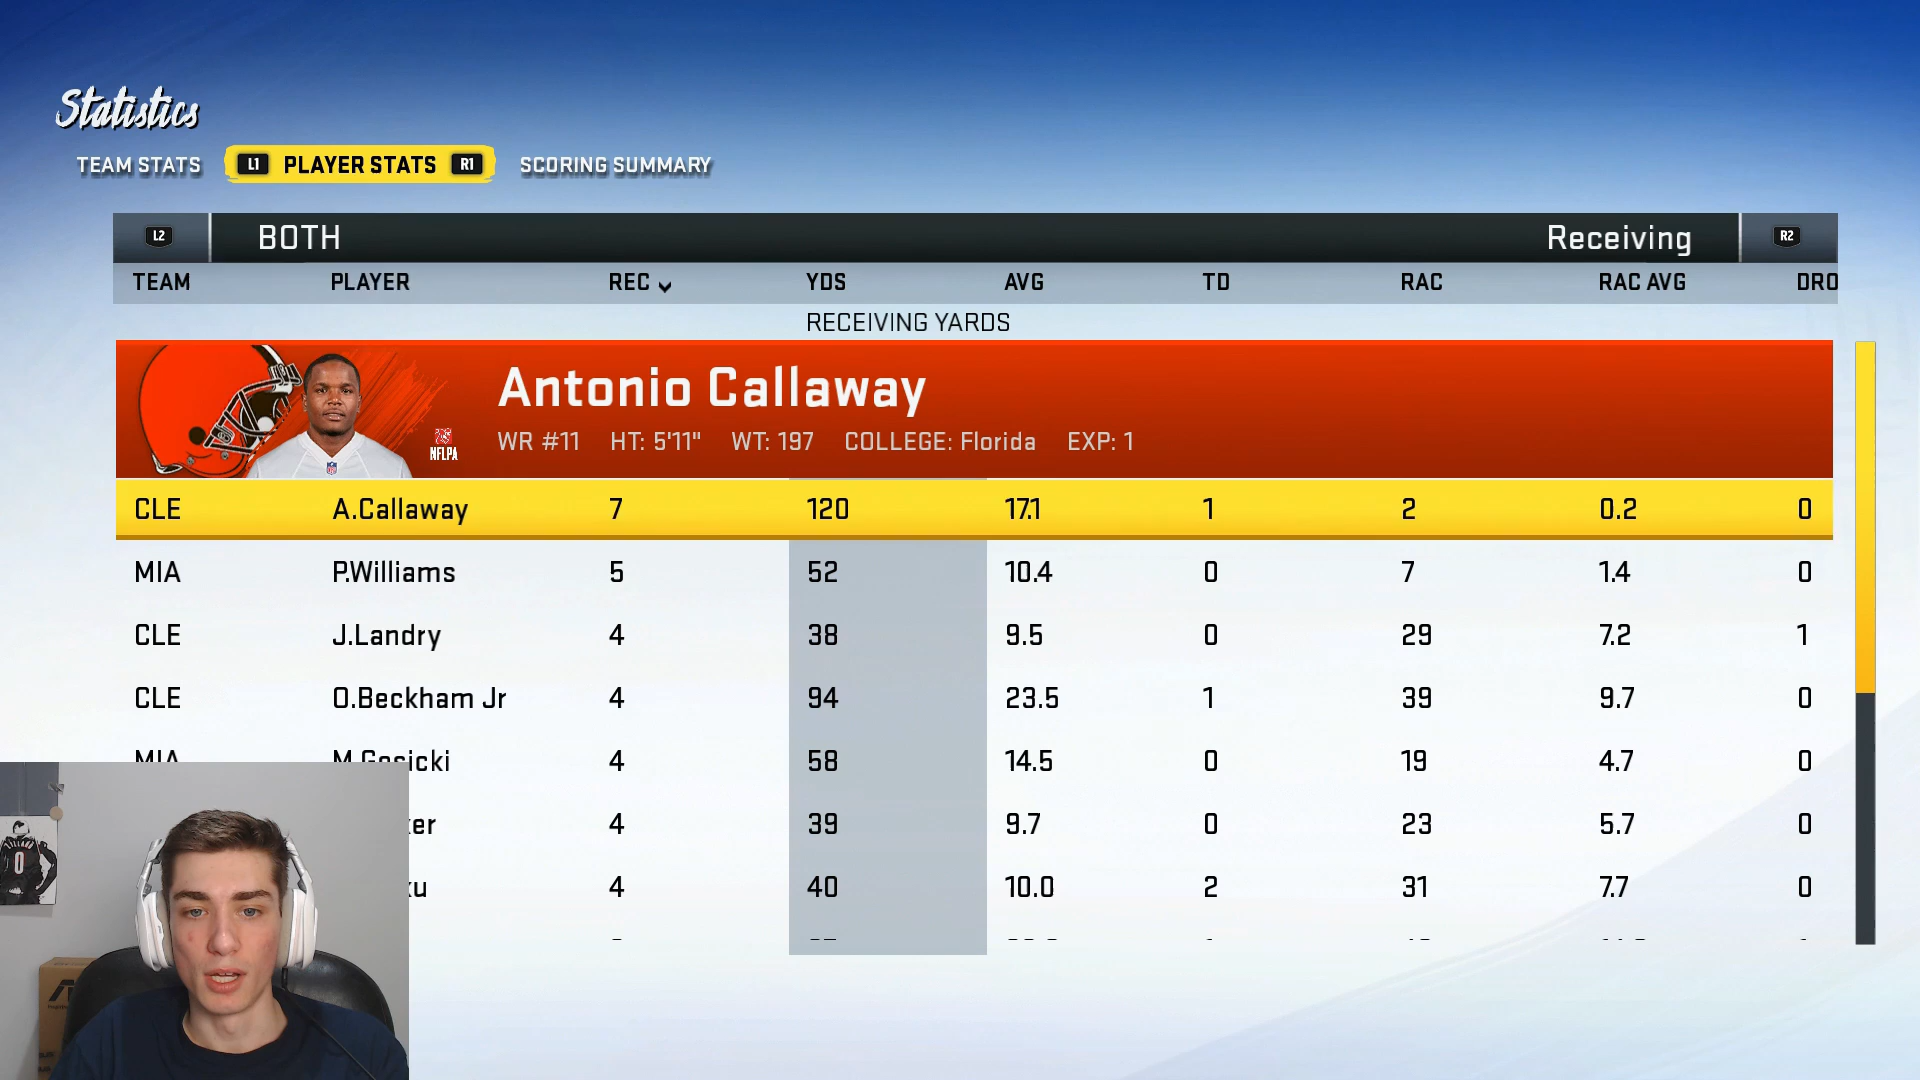 Statistics
TEAM STATS L1 PLAYER STATS R1 SCORING SUMMARY
L2 BOTH Receiving R2
TEAM PLAYER REC YDS AVG TD RAC RAC AVG DRO
RECEIVING YARDS
Antonio Callaway
WR #11 HT: 5'11" WT: 197 COLLEGE: Florida EXP: 1
NFLPA
CLE A.Callaway 7 120 17.1 1 2 0.2 0
MIA P.Williams 5 52 10.4 0 7 1.4 0
CLE J.Landry 4 38 9.5 0 29 7.2 1
CLE O.Beckham Jr 4 94 23.5 1 39 9.7 0
MIA M.Gesicki 4 58 14.5 0 19 4.7 0
ker 4 39 9.7 0 23 5.7 0
ku 4 40 10.0 2 31 7.7 0
0